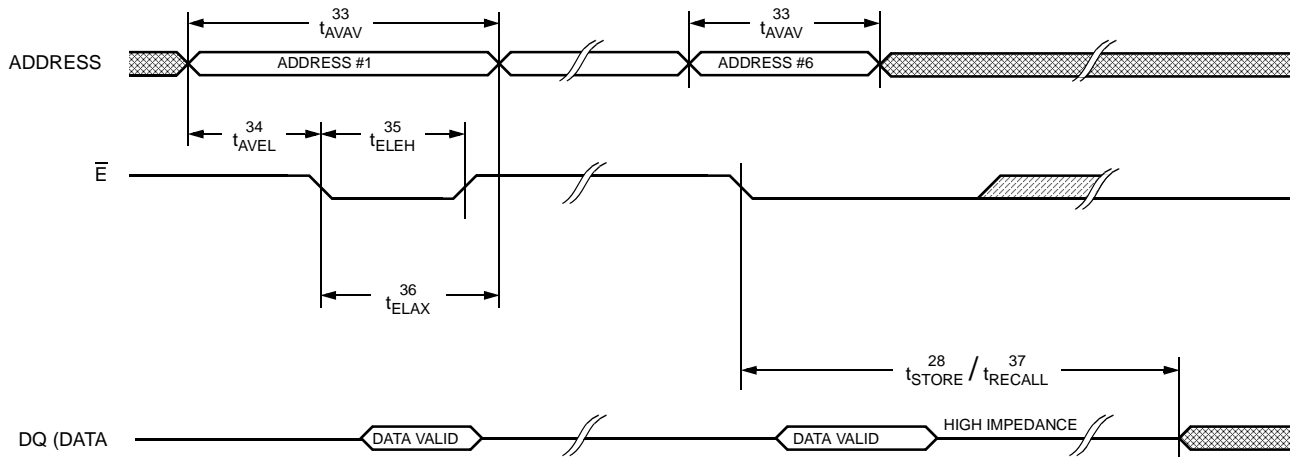 33 33
tAVAV tAVAV
ADDRESS ADDRESS #1 ADDRESS #6
34 35
tAVEL tELEH
E
36
tELAX
28 37
tSTORE / tRECALL
DQ (DATA DATA VALID DATA VALID HIGH IMPEDANCE